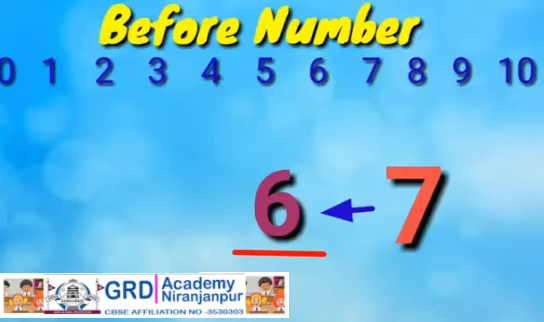 Before Number
0 1 2 3 4 5 6 7 8 9 10
6 7
GRD Academy
Niranjanpur
CBSE AFFILIATION NO -3530303